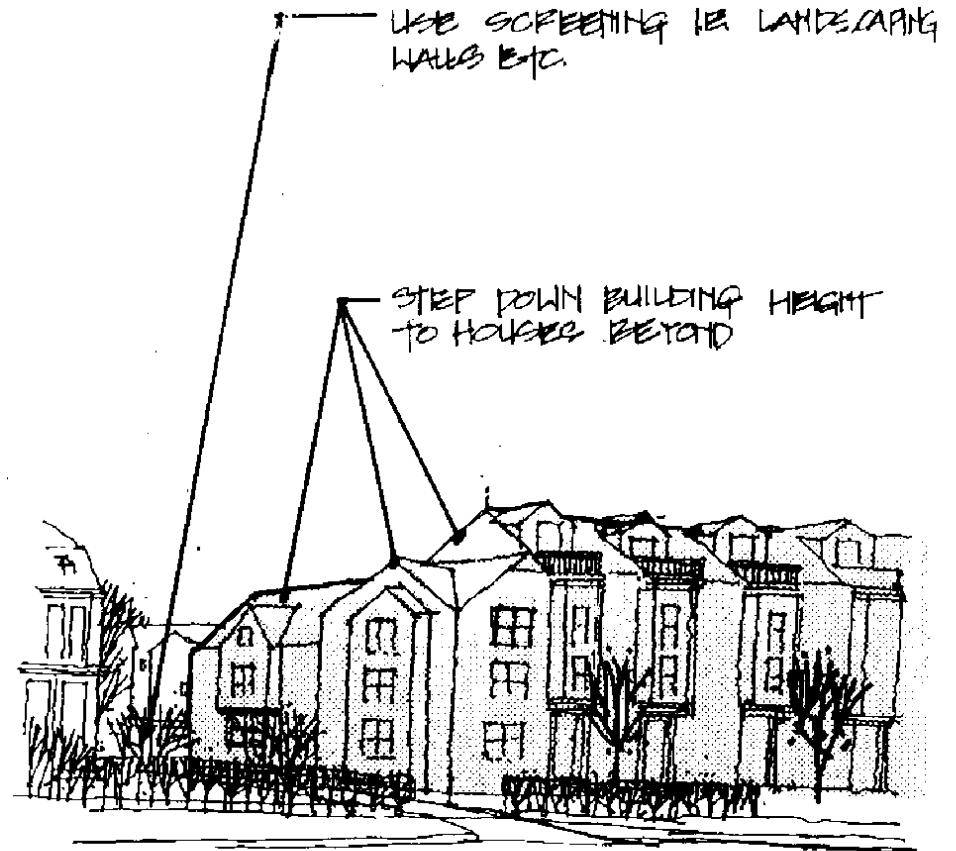 USE SCREENING IE LANDSCAPING
WALLS ETC.
STEP DOWN BUILDING HEIGHT
TO HOUSES BEYOND